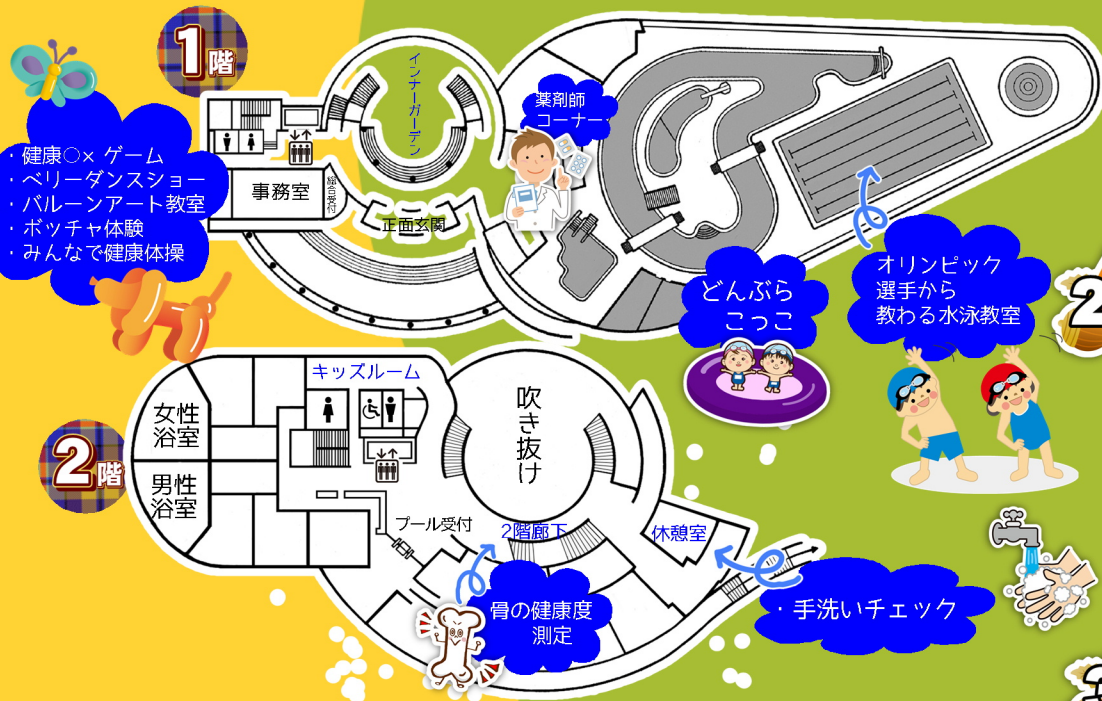 1階
・健康○×ゲーム
・ベリーダンスショー
・バルーンアート教室
・ボッチャ体験
・みんなで健康体操
事務室
総合受付
インナーガーデン
正面玄関
薬剤師
コーナー
どんぶら
こっこ
オリンピック
選手から
教わる水泳教室
2
2階
女性
浴室
男性
浴室
キッズルーム
吹き抜け
プール受付
2階廊下
休憩室
骨の健康度
測定
・手洗いチェック